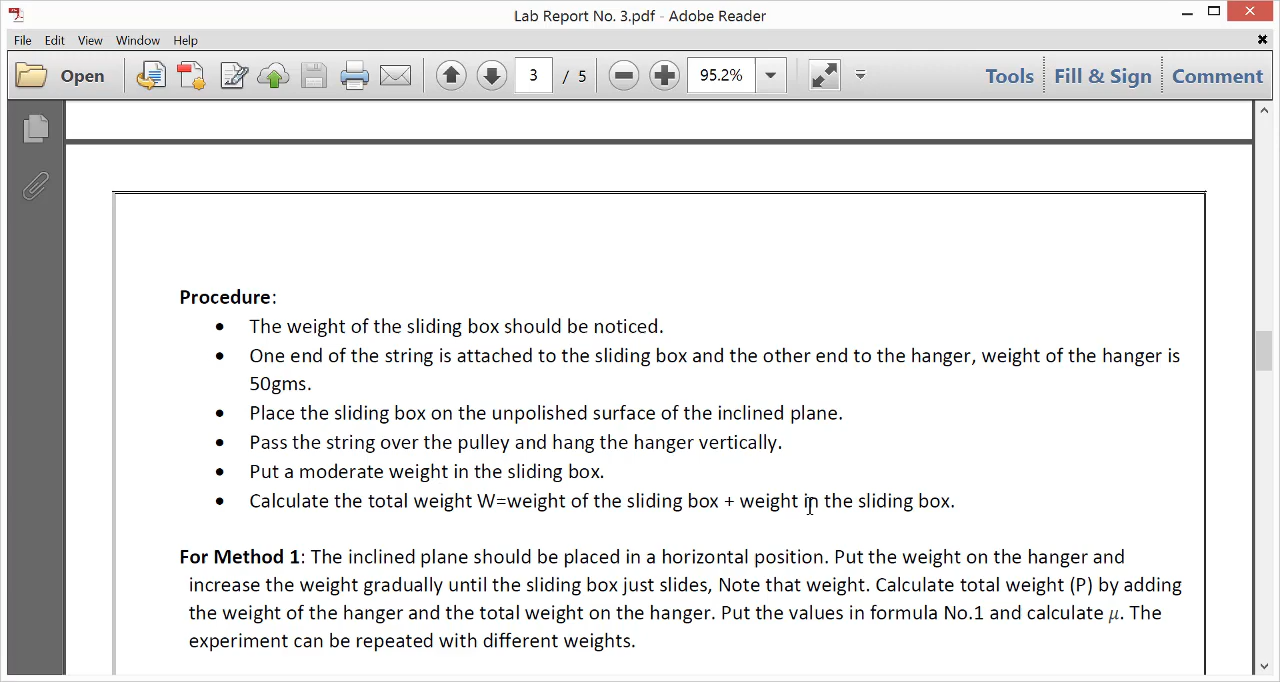 Lab Report No. 3.pdf - Adobe Reader
File Edit View Window Help
Open 3 / 5 95.2% Tools Fill & Sign Comment
Procedure:
• The weight of the sliding box should be noticed.
• One end of the string is attached to the sliding box and the other end to the hanger, weight of the hanger is
50gms.
• Place the sliding box on the unpolished surface of the inclined plane.
• Pass the string over the pulley and hang the hanger vertically.
• Put a moderate weight in the sliding box.
• Calculate the total weight W=weight of the sliding box + weight in the sliding box.
For Method 1: The inclined plane should be placed in a horizontal position. Put the weight on the hanger and
increase the weight gradually until the sliding box just slides, Note that weight. Calculate total weight (P) by adding
the weight of the hanger and the total weight on the hanger. Put the values in formula No.1 and calculate μ. The
experiment can be repeated with different weights.